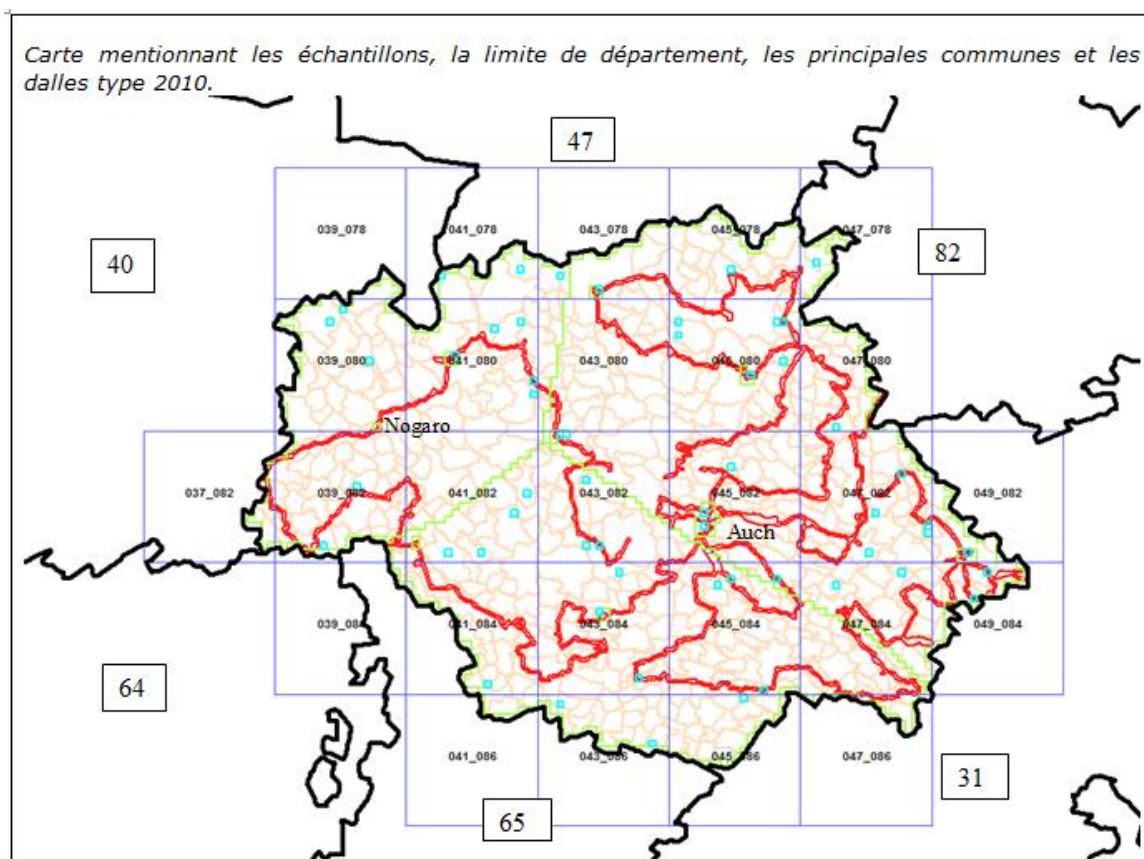 Carte mentionnant les échantillons, la limite de département, les principales communes et les
dalles type 2010.
47
039_078 041_078 043_078 045_078 047_078
40
82
039_080 041_080 043_080 045_080 047_080
Nogaro
037_082 039_082 041_082 043_082 045_082 047_082 049_082
Auch
039_084 041_084 043_084 045_084 047_084 049_084
64
041_086 043_086 045_086 047_086
31
65